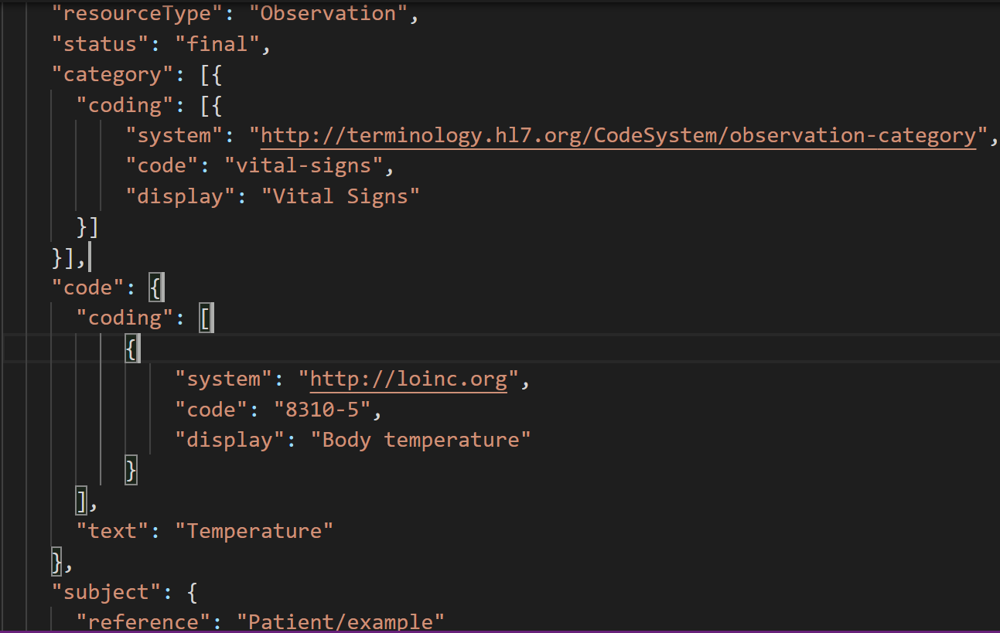 "resourceType": "Observation",
"status": "final",
"category": [{
"coding": [{
"system": "http://terminology.hl7.org/CodeSystem/observation-category",
"code": "vital-signs",
"display": "Vital Signs"
}]
}],
"code": {
"coding": [
{
"system": "http://loinc.org",
"code": "8310-5",
"display": "Body temperature"
}
],
"text": "Temperature"
},
"subject": {
"reference": "Patient/example"